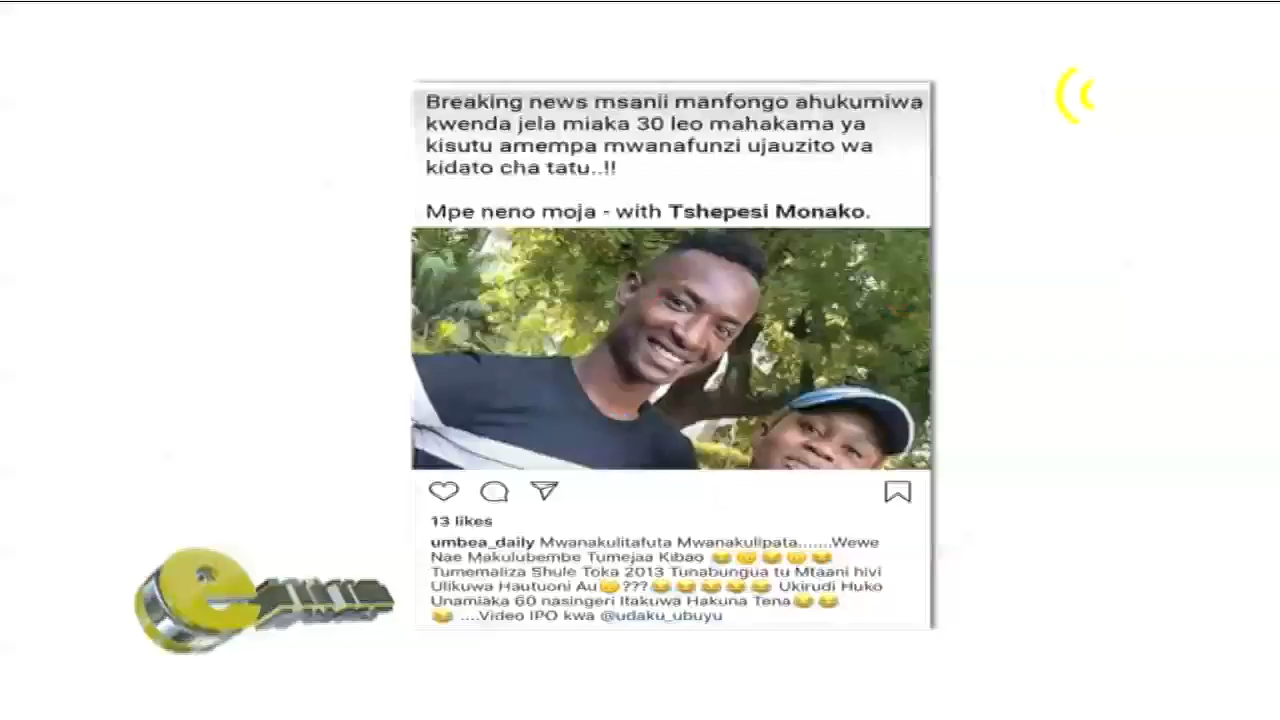 Breaking news msanii manfongo ahukumiwa
kwenda jela miaka 30 leo mahakama ya
kisutu amempa mwanafunzi ujauzito wa
kidato cha tatu..!!
Mpe neno moja - with Tshepesi Monako.
13 likes
umbea_daily Mwanakulitafuta Mwanakulipata.......Wewe
Nae Makulubembe Tumejaa Kibao 😂🙃😂🙃😂
Tumemaliza Shule Toka 2013 Tunabungua tu Mtaani hivi
Ulikuwa Hautuoni Au🙃???😂😂😂😂😂 Ukirudi Huko
Unamiaka 60 nasingeri Itakuwa Hakuna Tena😂😂
😂 ....Video IPO kwa @udaku_ubuyu